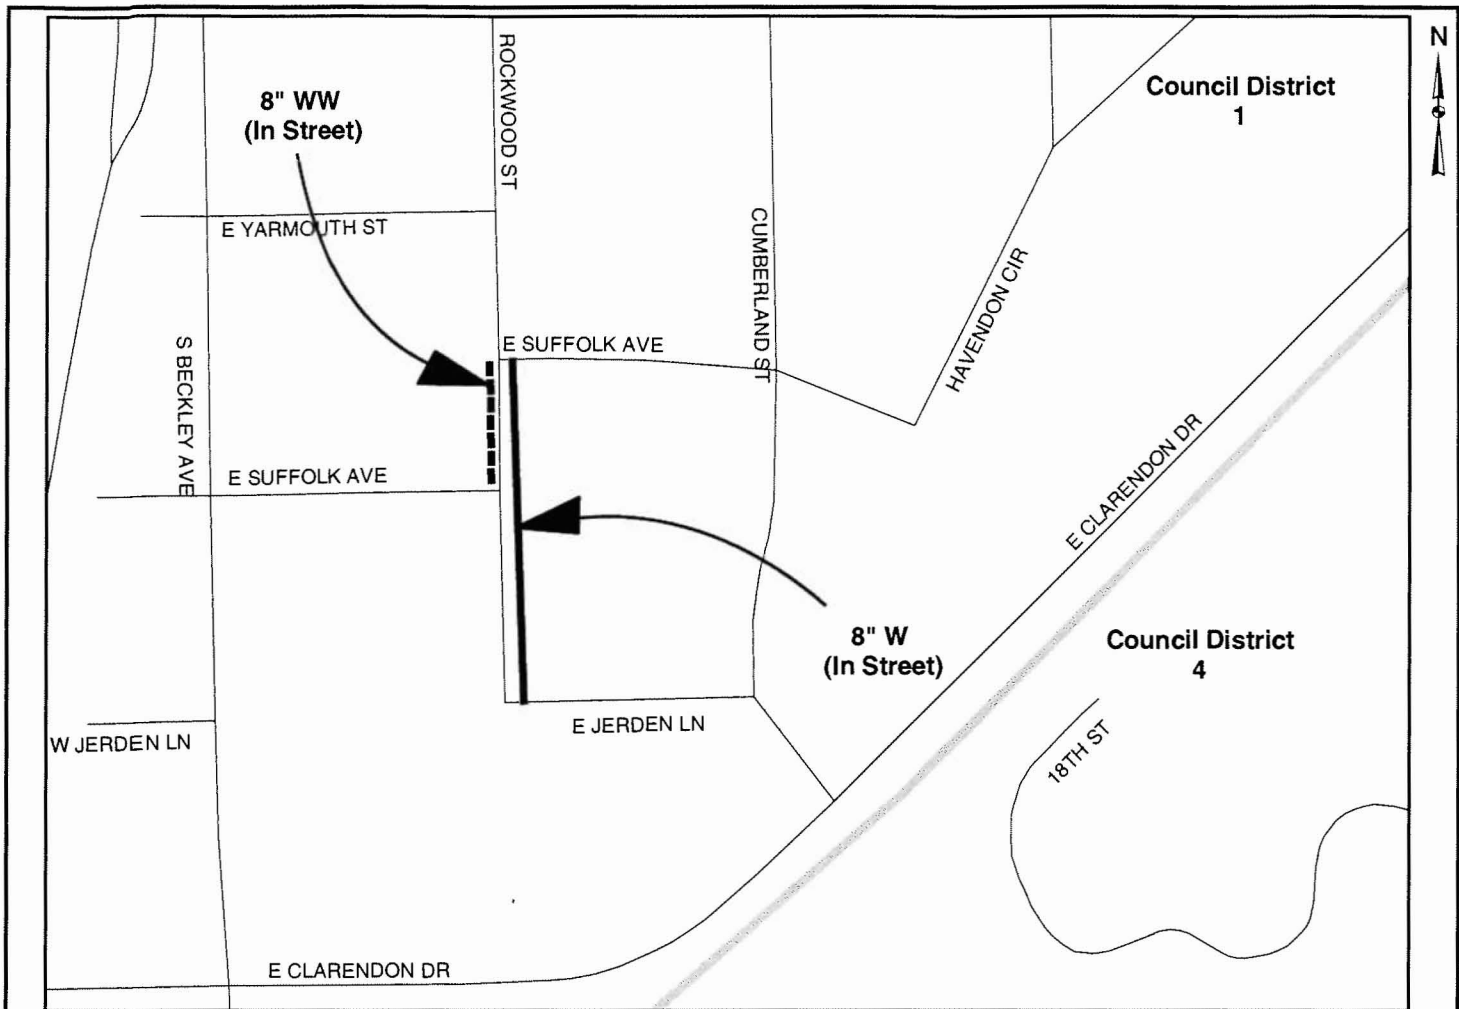 N
Council District
1
8" WW
(In Street)
ROCKWOOD ST
E YARMOUTH ST
CUMBERLAND ST
HAVENDON CIR
S BECKLEY AVE
E SUFFOLK AVE
E SUFFOLK AVE
E CLARENDON DR
8" W
(In Street)
Council District
4
E JERDEN LN
W JERDEN LN
18TH ST
E CLARENDON DR